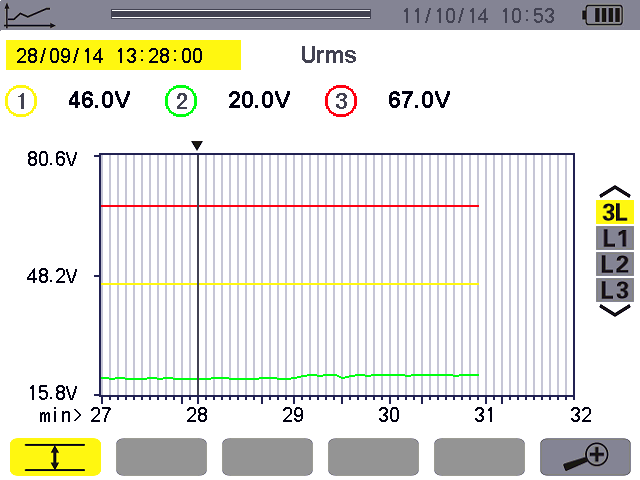 11/10/14 10:53
28/09/14 13:28:00 Urms
1 46.0V 2 20.0V 3 67.0V
80.6V
48.2V
15.8V
min> 27 28 29 30 31 32
3L
L1
L2
L3